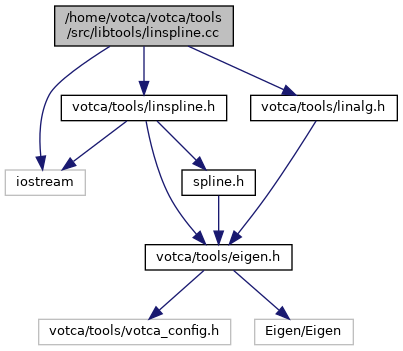 /home/votca/votca/tools
/src/libtools/linspline.cc
votca/tools/linspline.h
votca/tools/linalg.h
iostream
spline.h
votca/tools/eigen.h
votca/tools/votca_config.h
Eigen/Eigen